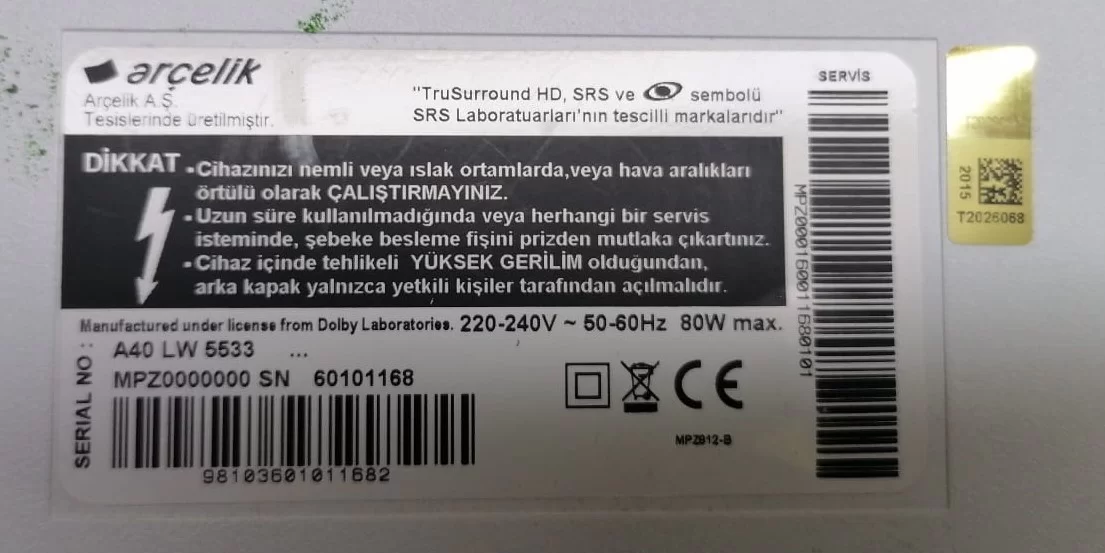 arçelik
Arçelik A.Ş.
Tesislerinde üretilmiştir.
"TruSurround HD, SRS ve sembolü
SRS Laboratuarları'nın tescilli markalarıdır"
SERVİS
DİKKAT
-Cihazınızı nemli veya ıslak ortamlarda,veya hava aralıkları
örtülü olarak ÇALIŞTIRMAYINIZ.
-Uzun süre kullanılmadığında veya herhangi bir servis
isteminde, şebeke besleme fişini prizden mutlaka çıkartınız.
-Cihaz içinde tehlikeli YÜKSEK GERİLİM olduğundan,
arka kapak yalnızca yetkili kişiler tarafından açılmalıdır.
Manufactured under license from Dolby Laboratories. 220-240V ~ 50-60Hz 80W max.
SERIAL NO :
A40 LW 5533 ...
MPZ0000000 SN 60101168
98103601011682
CE
MPZ912-B
MPZ0001600011680101
2015
T2026068